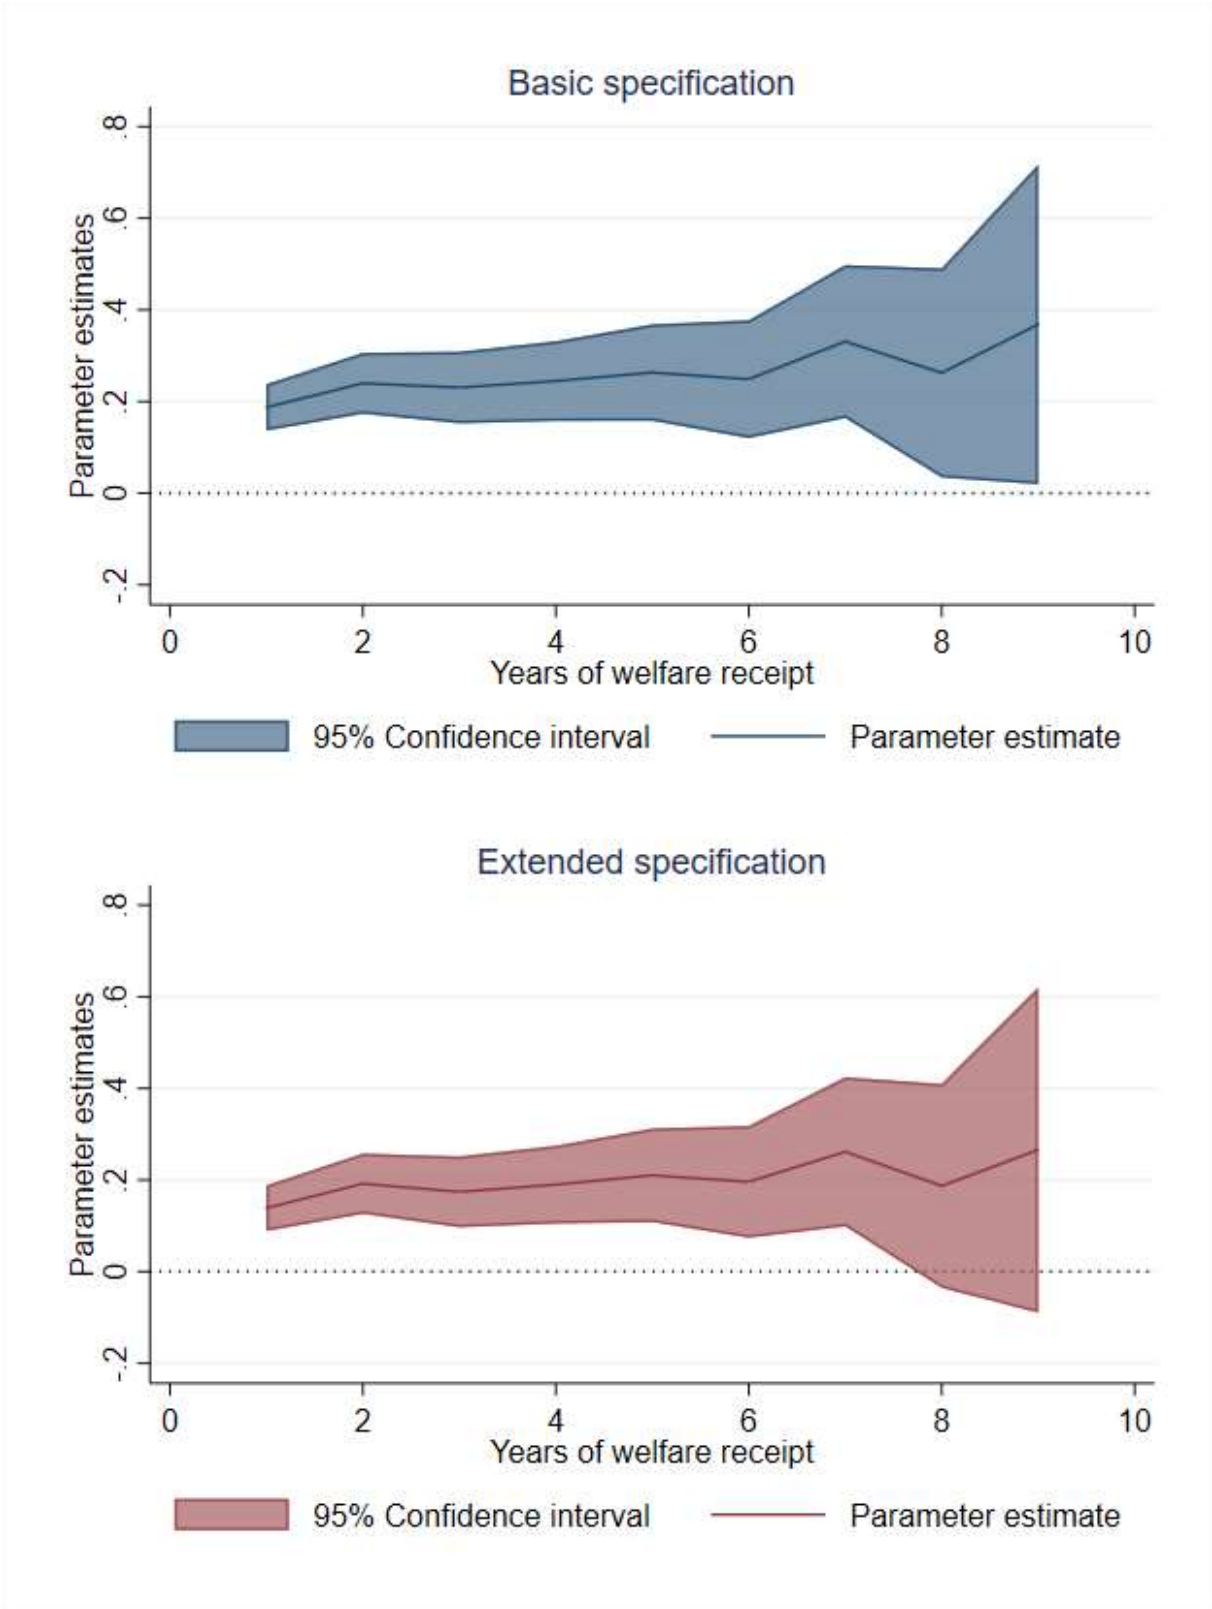 Basic specification
Parameter estimates
.8
.6
.4
.2
0
-.2
0 2 4 6 8 10
Years of welfare receipt
95% Confidence interval Parameter estimate
Extended specification
Parameter estimates
.8
.6
.4
.2
0
-.2
0 2 4 6 8 10
Years of welfare receipt
95% Confidence interval Parameter estimate